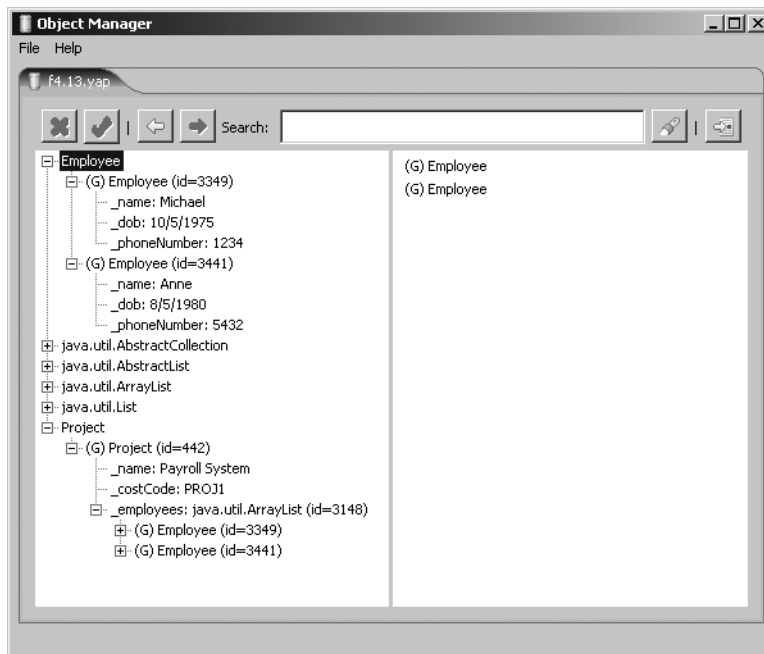 Object Manager
File Help
f4.13.yap
| Search: |
Employee
(G) Employee (id=3349)
_name: Michael
_dob: 10/5/1975
_phoneNumber: 1234
(G) Employee (id=3441)
_name: Anne
_dob: 8/5/1980
_phoneNumber: 5432
java.util.AbstractCollection
java.util.AbstractList
java.util.ArrayList
java.util.List
Project
(G) Project (id=442)
_name: Payroll System
_costCode: PROJ1
_employees: java.util.ArrayList (id=3148)
(G) Employee (id=3349)
(G) Employee (id=3441)
(G) Employee
(G) Employee